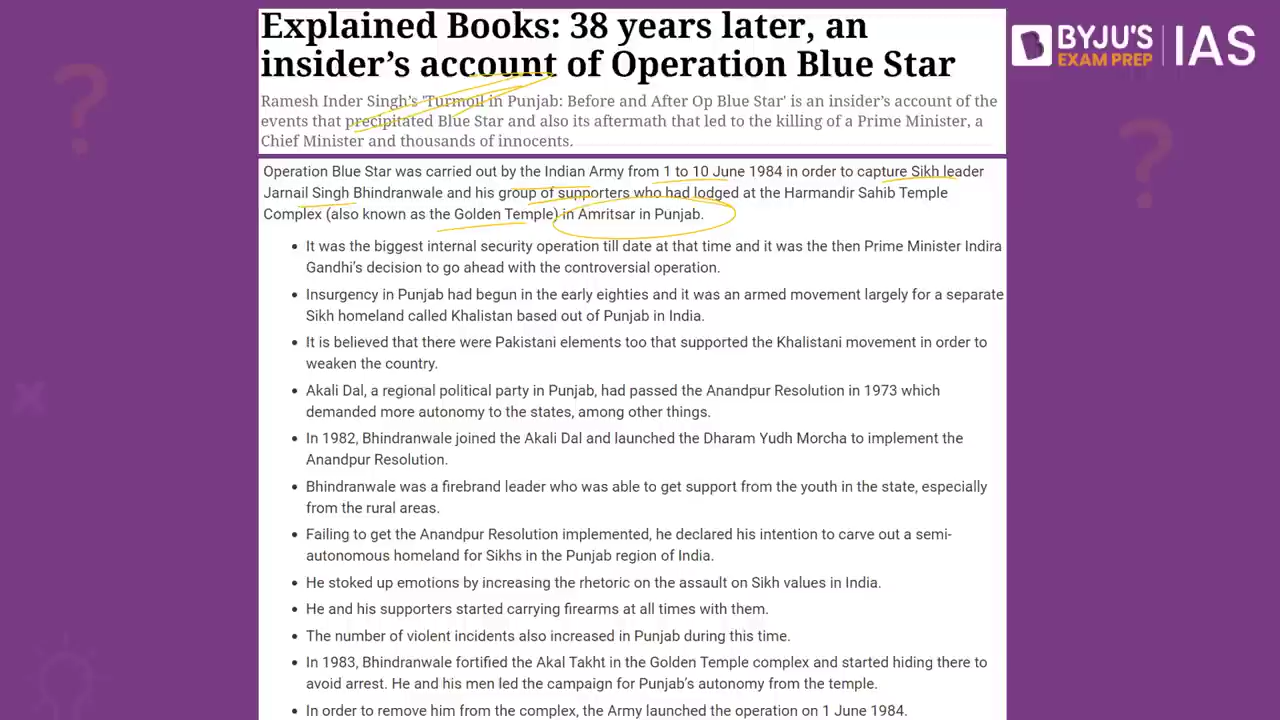 Explained Books: 38 years later, an
insider's account of Operation Blue Star
Ramesh Inder Singh's 'Turmoil in Punjab: Before and After Op Blue Star' is an insider's account of the
events that precipitated Blue Star and also its aftermath that led to the killing of a Prime Minister, a
Chief Minister and thousands of innocents.
BYJU'S
EXAM PREP
IAS
Operation Blue Star was carried out by the Indian Army from 1 to 10 June 1984 in order to capture Sikh leader
Jarnail Singh Bhindranwale and his group of supporters who had lodged at the Harmandir Sahib Temple
Complex (also known as the Golden Temple) in Amritsar in Punjab.
• It was the biggest internal security operation till date at that time and it was the then Prime Minister Indira
Gandhi's decision to go ahead with the controversial operation.
• Insurgency in Punjab had begun in the early eighties and it was an armed movement largely for a separate
Sikh homeland called Khalistan based out of Punjab in India.
• It is believed that there were Pakistani elements too that supported the Khalistani movement in order to
weaken the country.
• Akali Dal, a regional political party in Punjab, had passed the Anandpur Resolution in 1973 which
demanded more autonomy to the states, among other things.
• In 1982, Bhindranwale joined the Akali Dal and launched the Dharam Yudh Morcha to implement the
Anandpur Resolution.
• Bhindranwale was a firebrand leader who was able to get support from the youth in the state, especially
from the rural areas.
• Failing to get the Anandpur Resolution implemented, he declared his intention to carve out a semi-
autonomous homeland for Sikhs in the Punjab region of India.
• He stoked up emotions by increasing the rhetoric on the assault on Sikh values in India.
• He and his supporters started carrying firearms at all times with them.
• The number of violent incidents also increased in Punjab during this time.
• In 1983, Bhindranwale fortified the Akal Takht in the Golden Temple complex and started hiding there to
avoid arrest. He and his men led the campaign for Punjab's autonomy from the temple.
• In order to remove him from the complex, the Army launched the operation on 1 June 1984.